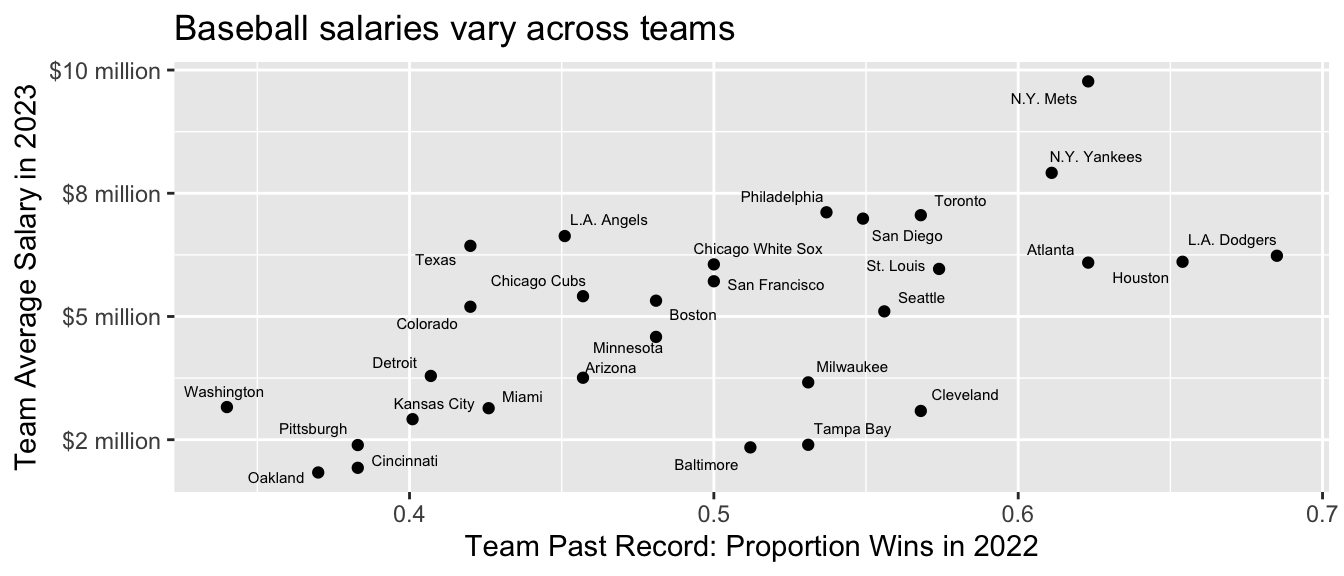 Baseball salaries vary across teams
Team Average Salary in 2023
$10 million
$8 million
$5 million
$2 million
N.Y. Mets
N.Y. Yankees
Philadelphia
Toronto
L.A. Angels
San Diego
L.A. Dodgers
Chicago White Sox
Atlanta
Texas
St. Louis
Houston
Chicago Cubs
San Francisco
Seattle
Boston
Colorado
Minnesota
Detroit
Arizona
Milwaukee
Washington
Miami
Cleveland
Kansas City
Pittsburgh
Tampa Bay
Cincinnati
Baltimore
Oakland
0.4
0.5
0.6
0.7
Team Past Record: Proportion Wins in 2022